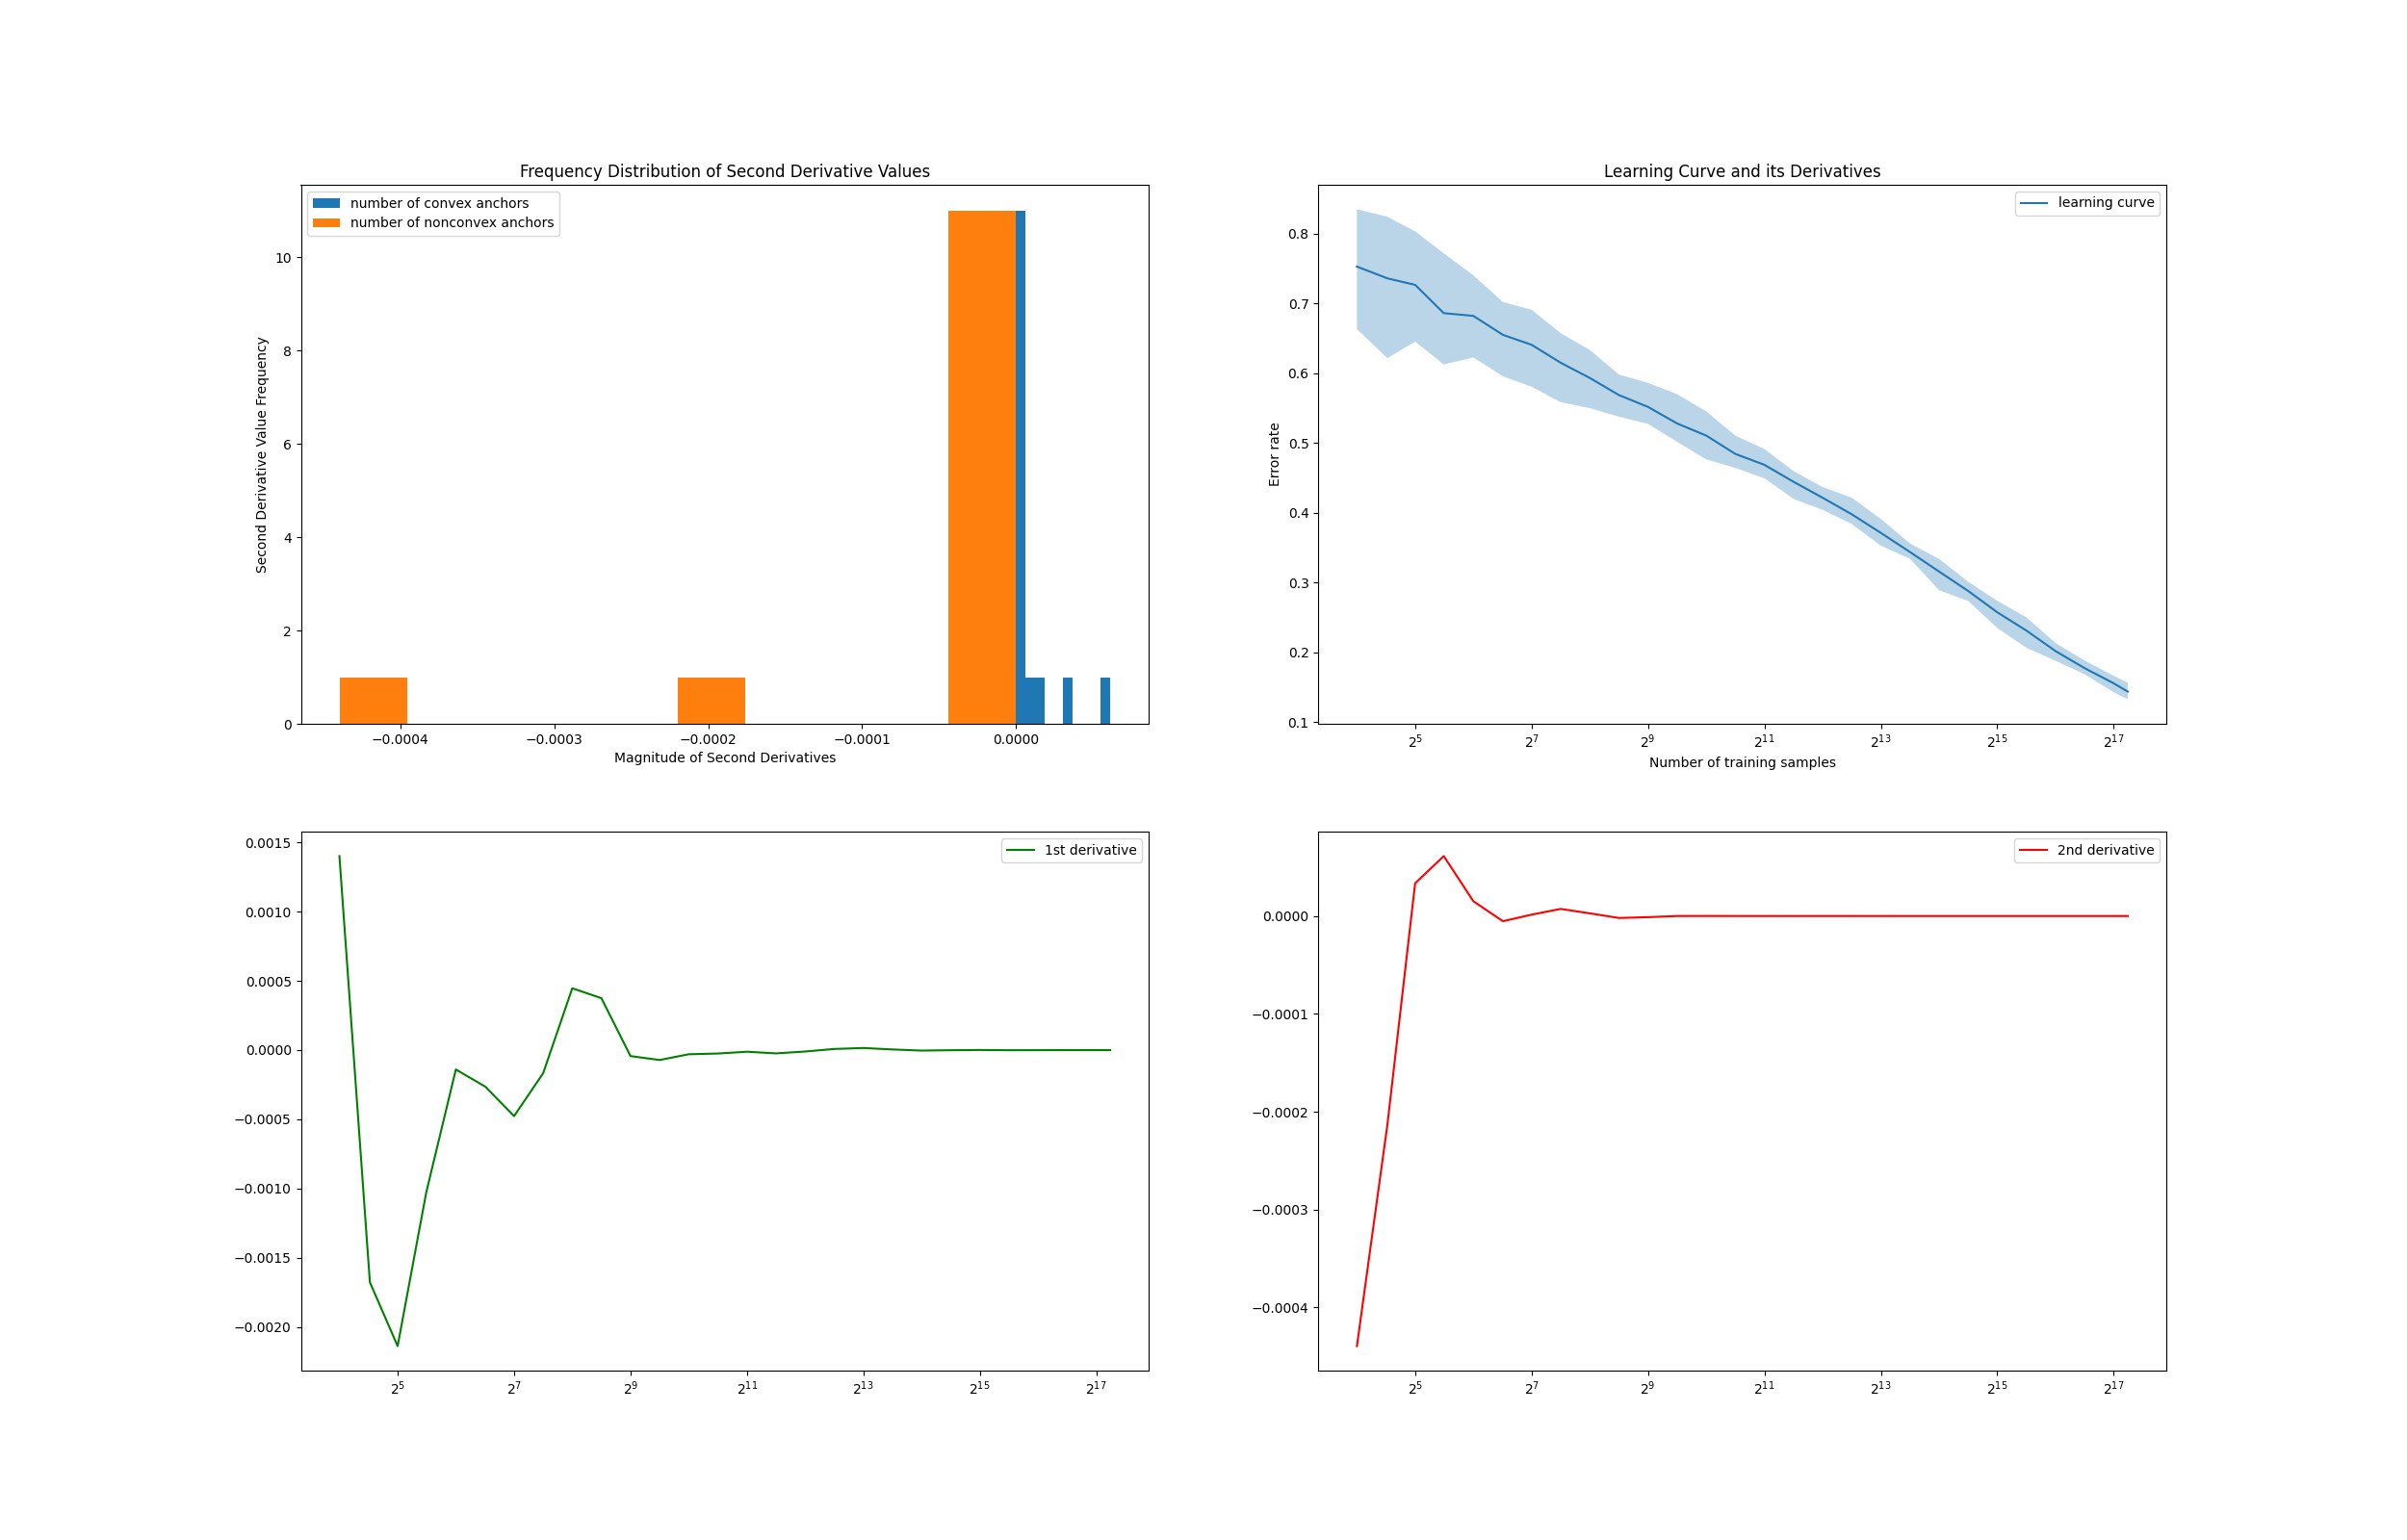 Frequency Distribution of Second Derivative Values
number of convex anchors
number of nonconvex anchors
Second Derivative Value Frequency
10
8
6
4
2
0
−0.0004 −0.0003 −0.0002 −0.0001 0.0000
Magnitude of Second Derivatives
Learning Curve and its Derivatives
learning curve
Error rate
0.8
0.7
0.6
0.5
0.4
0.3
0.2
0.1
2^5 2^7 2^9 2^11 2^13 2^15 2^17
Number of training samples
1st derivative
0.0015
0.0010
0.0005
0.0000
−0.0005
−0.0010
−0.0015
−0.0020
2^5 2^7 2^9 2^11 2^13 2^15 2^17
2nd derivative
0.0000
−0.0001
−0.0002
−0.0003
−0.0004
2^5 2^7 2^9 2^11 2^13 2^15 2^17